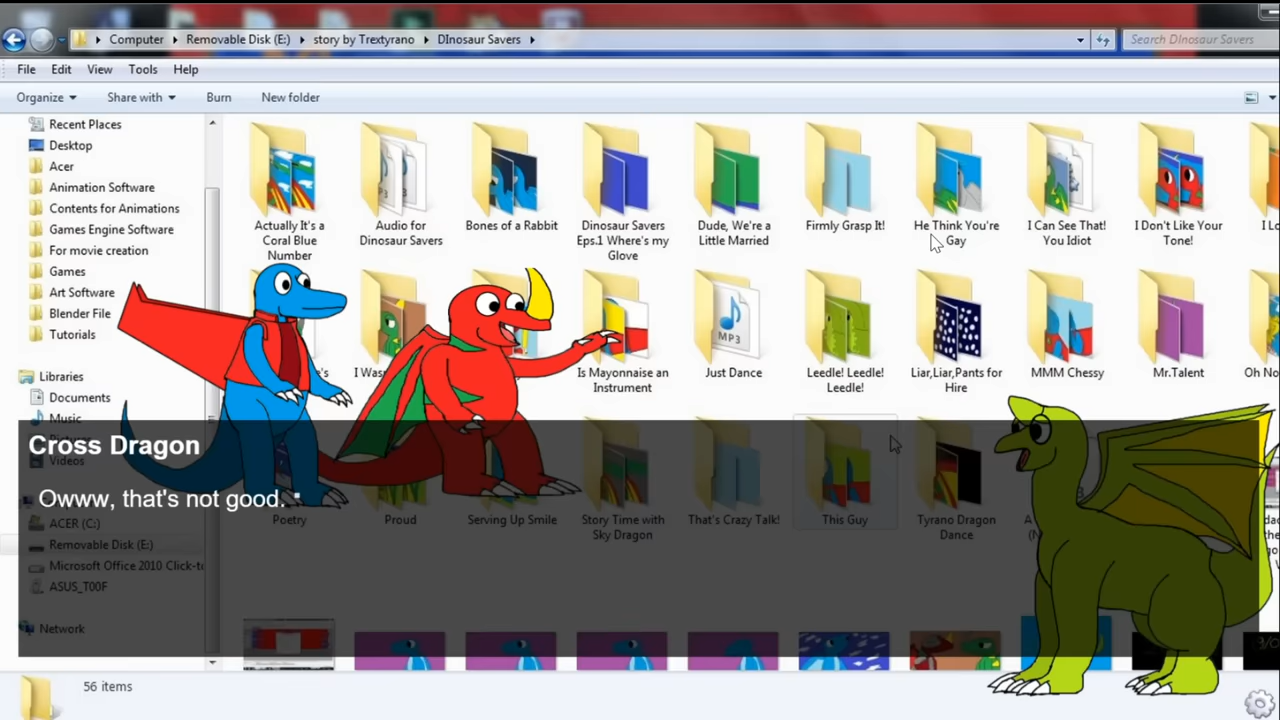 Computer ▸ Removable Disk (E:) ▸ story by Trextyrano ▸ DInosaur Savers ▸
Search DInosaur Savers
File Edit View Tools Help
Organize Share with Burn New folder
Recent Places
Desktop
Acer
Animation Software
Contents for Animations
Games Engine Software
For movie creation
Games
Art Software
Blender File
Tutorials
Libraries
Documents
Music
Videos
ACER (C:)
Removable Disk (E:)
Microsoft Office 2010 Click-t
ASUS_T00F
Network
Actually It's a
Coral Blue
Number
Audio for
Dinosaur Savers
Bones of a Rabbit
Dinosaur Savers
Eps.1 Where's my
Glove
Dude, We're a
Little Married
Firmly Grasp It!
He Think You're
Gay
I Can See That!
You Idiot
I Don't Like Your
Tone!
I Lo
I Was
Is Mayonnaise an
Instrument
MP3
Just Dance
Leedle! Leedle!
Leedle!
Liar,Liar,Pants for
Hire
MMM Chessy
Mr.Talent
Oh No
Poetry
Proud
Serving Up Smile
Story Time with
Sky Dragon
That's Crazy Talk!
This Guy
Tyrano Dragon
Dance
Cross Dragon
Owww, that's not good.
56 items